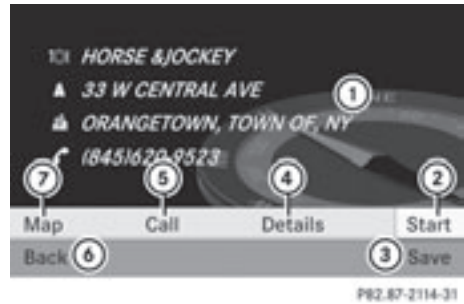 HORSE &JOCKEY
33 W CENTRAL AVE
1
ORANGETOWN, TOWN OF, NY
(845)620-9523
7 5 4 2
Map Call Details Start
Back 6 3 Save
P82.87-2114-31